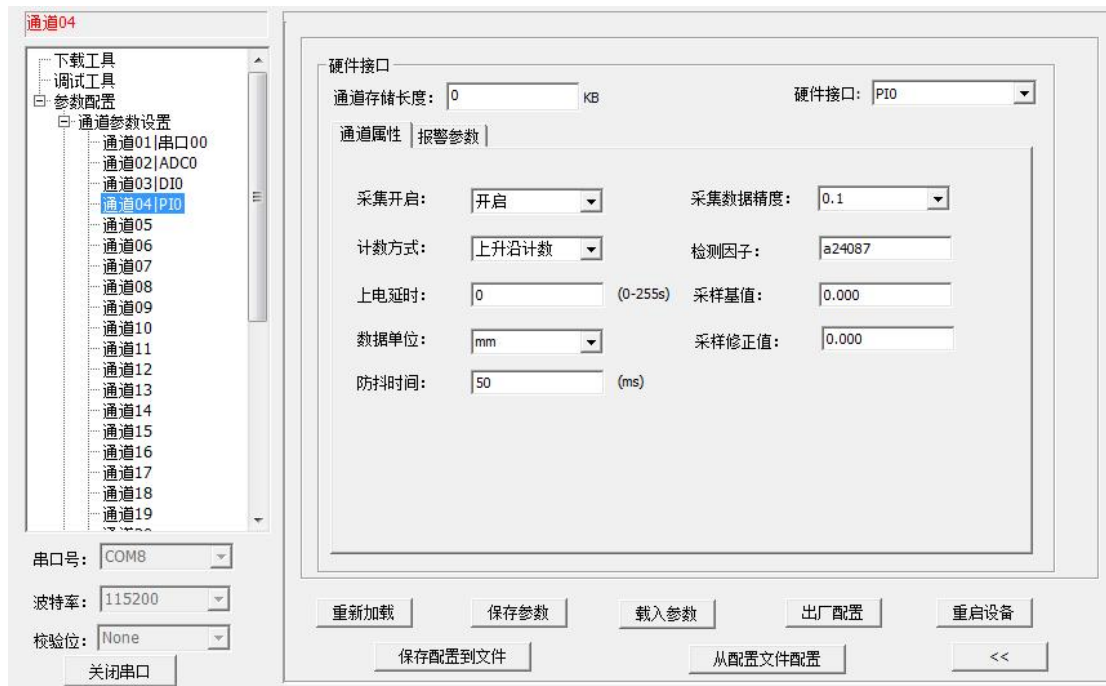 通道04
下载工具
调试工具
参数配置
通道参数设置
通道01|串口00
通道02|ADC0
通道03|DI0
通道04|PI0
通道05
通道06
通道07
通道08
通道09
通道10
通道11
通道12
通道13
通道14
通道15
通道16
通道17
通道18
通道19
串口号： COM8
波特率： 115200
校验位： None
关闭串口
硬件接口
通道存储长度： 0 KB 硬件接口： PI0
通道属性 报警参数
采集开启： 开启 采集数据精度： 0.1
计数方式： 上升沿计数 检测因子： a24087
上电延时： 0 (0-255s) 采样基值： 0.000
数据单位： mm 采样修正值： 0.000
防抖时间： 50 (ms)
重新加载 保存参数 载入参数 出厂配置 重启设备
保存配置到文件 从配置文件配置 <<